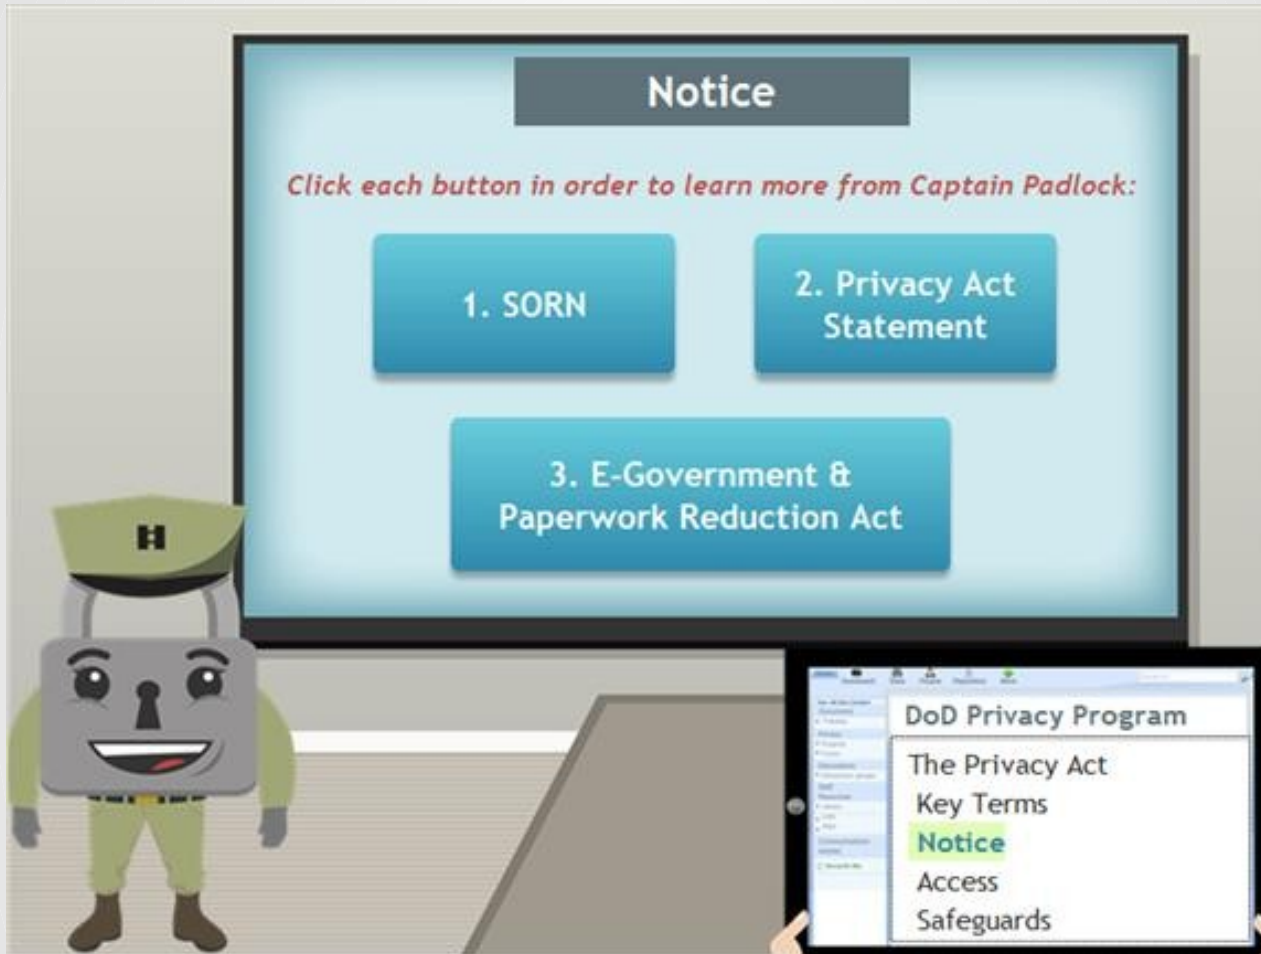 Notice
Click each button in order to learn more from Captain Padlock:
1. SORN
2. Privacy Act
Statement
3. E-Government &
Paperwork Reduction Act
DoD Privacy Program
The Privacy Act
Key Terms
Notice
Access
Safeguards